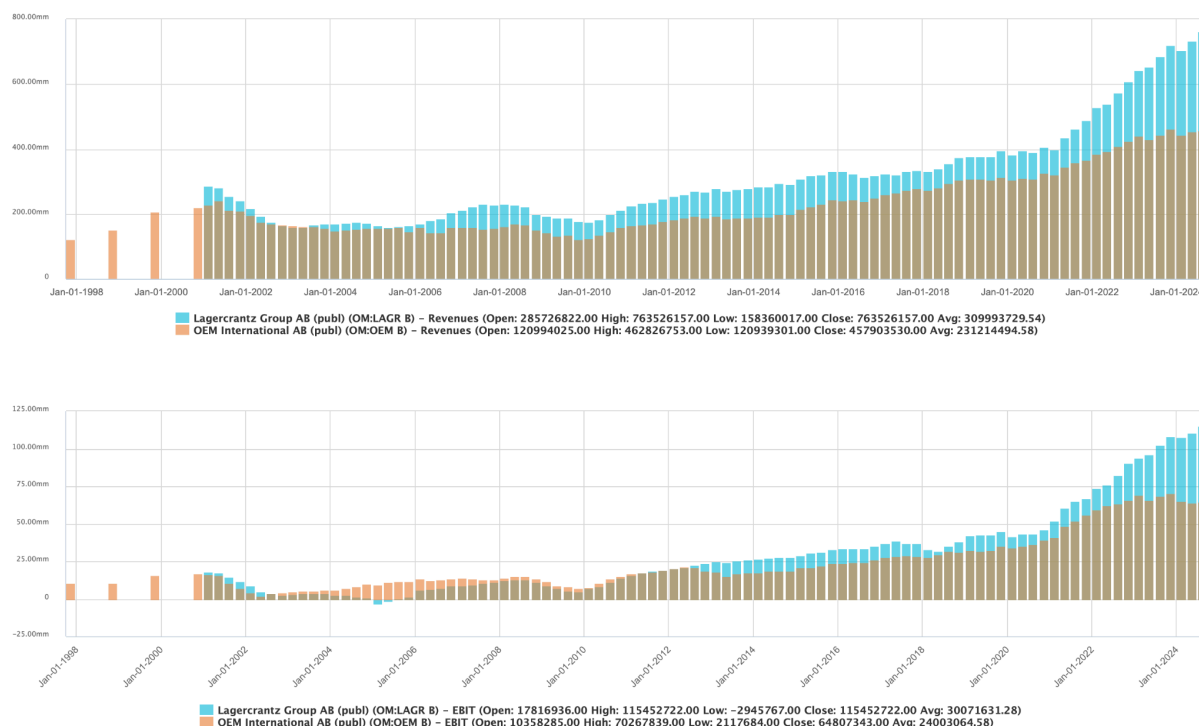 800.00mm
600.00mm
400.00mm
200.00mm
0
Jan-01-1998 Jan-01-2000 Jan-01-2002 Jan-01-2004 Jan-01-2006 Jan-01-2008 Jan-01-2010 Jan-01-2012 Jan-01-2014 Jan-01-2016 Jan-01-2018 Jan-01-2020 Jan-01-2022 Jan-01-2024
Lagercrantz Group AB (publ) (OM:LAGR B) - Revenues (Open: 285726822.00 High: 763526157.00 Low: 158360017.00 Close: 763526157.00 Avg: 309993729.54)
OEM International AB (publ) (OM:OEM B) - Revenues (Open: 120994025.00 High: 462826753.00 Low: 120939301.00 Close: 457903530.00 Avg: 231214494.58)
125.00mm
100.00mm
75.00mm
50.00mm
25.00mm
0
-25.00mm
Jan-01-1998 Jan-01-2000 Jan-01-2002 Jan-01-2004 Jan-01-2006 Jan-01-2008 Jan-01-2010 Jan-01-2012 Jan-01-2014 Jan-01-2016 Jan-01-2018 Jan-01-2020 Jan-01-2022 Jan-01-2024
Lagercrantz Group AB (publ) (OM:LAGR B) - EBIT (Open: 17816936.00 High: 115452722.00 Low: -2945767.00 Close: 115452722.00 Avg: 30071631.28)
OEM International AB (publ) (OM:OEM B) - EBIT (Open: 10358285.00 High: 70267839.00 Low: 2117684.00 Close: 64807343.00 Avg: 24003064.58)